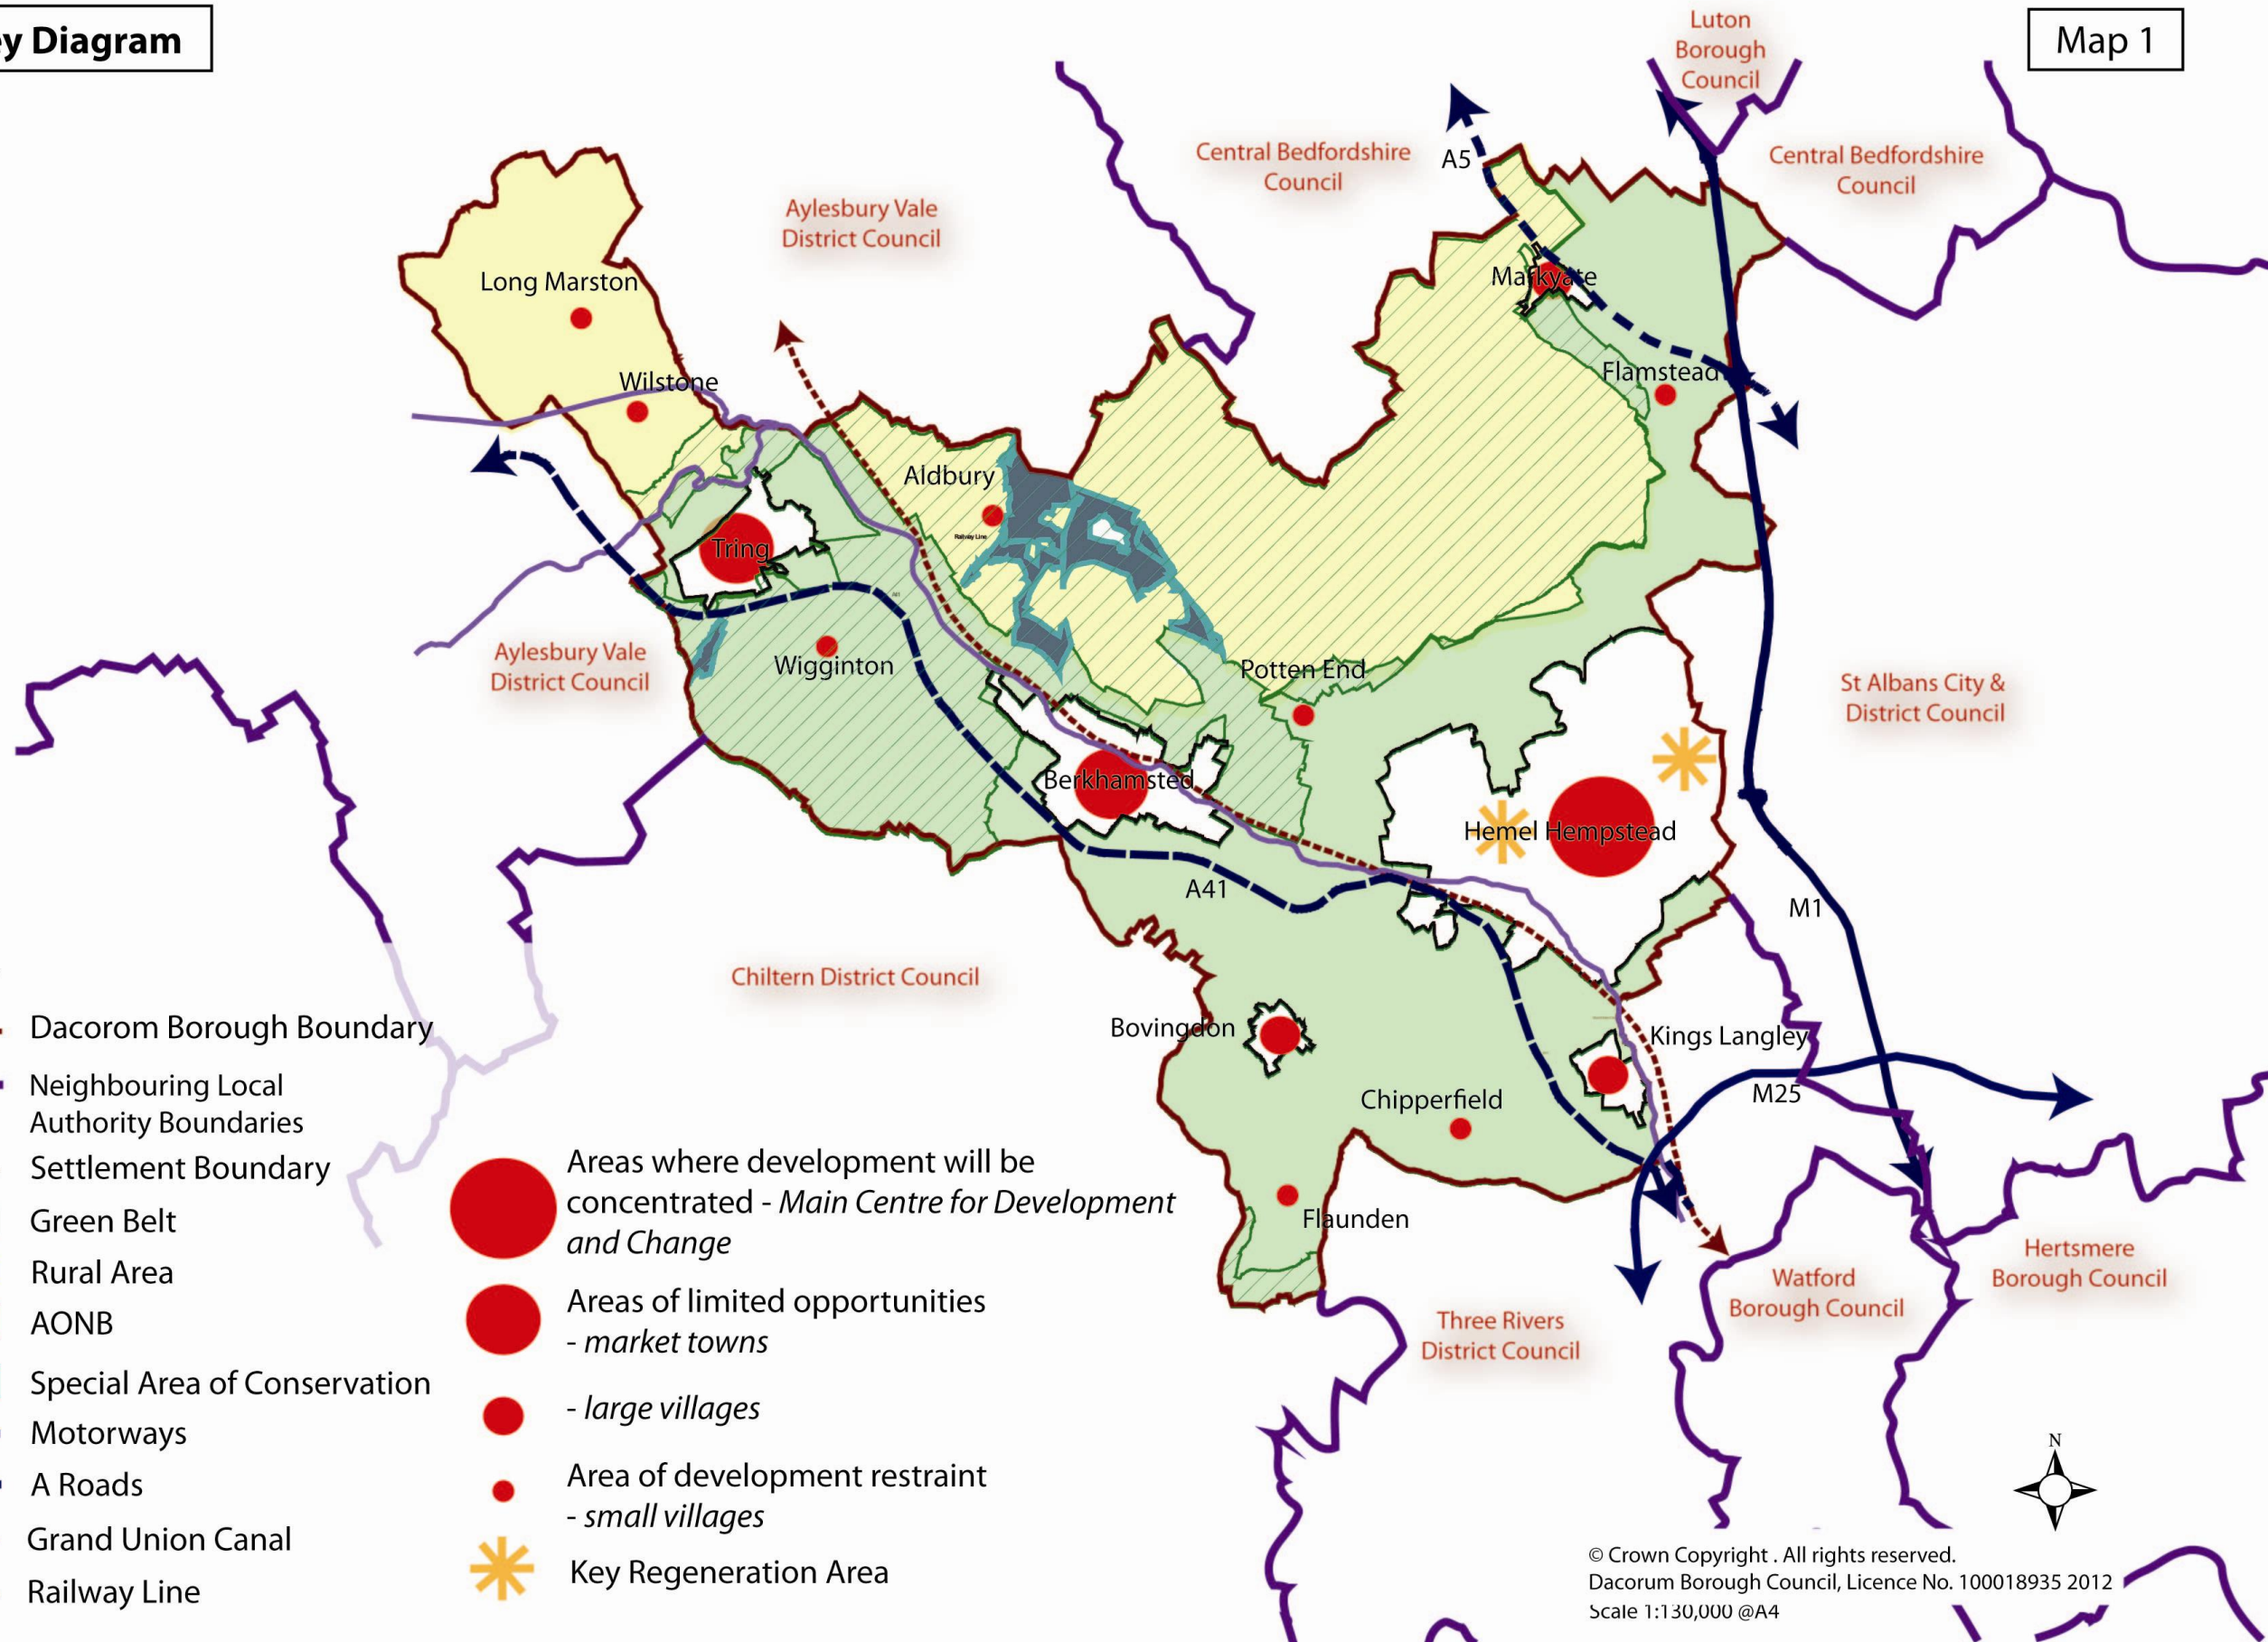 y Diagram
Map 1
Luton
Borough
Council
Central Bedfordshire
Council
A5
Central Bedfordshire
Council
Aylesbury Vale
District Council
Long Marston
Markyate
Flamstead
Wilstone
Aldbury
Railway Line
Tring
Aylesbury Vale
District Council
Wigginton
Potten End
St Albans City &
District Council
Berkhamsted
Hemel Hempstead
A41
M1
Chiltern District Council
Bovingdon
Kings Langley
M25
Chipperfield
Flaunden
Three Rivers
District Council
Watford
Borough Council
Hertsmere
Borough Council
Dacorom Borough Boundary
Neighbouring Local
Authority Boundaries
Settlement Boundary
Green Belt
Rural Area
AONB
Special Area of Conservation
Motorways
A Roads
Grand Union Canal
Railway Line
Areas where development will be
concentrated - Main Centre for Development
and Change
Areas of limited opportunities
- market towns
- large villages
Area of development restraint
- small villages
Key Regeneration Area
N
© Crown Copyright . All rights reserved.
Dacorum Borough Council, Licence No. 100018935 2012
Scale 1:130,000 @A4